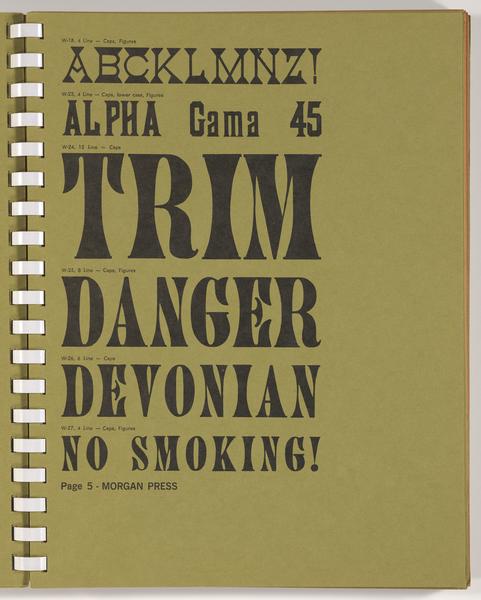 W-18, 4 Line — Caps, Figures
ABCKLMNZ!
W-23, 4 Line — Caps, lower case, Figures
ALPHA Gama 45
W-24, 12 Line — Caps
TRIM
W-25, 8 Line — Caps, Figures
DANGER
W-26, 6 Line — Caps
DEVONIAN
W-27, 4 Line — Caps, Figures
NO SMOKING!
Page 5 - MORGAN PRESS